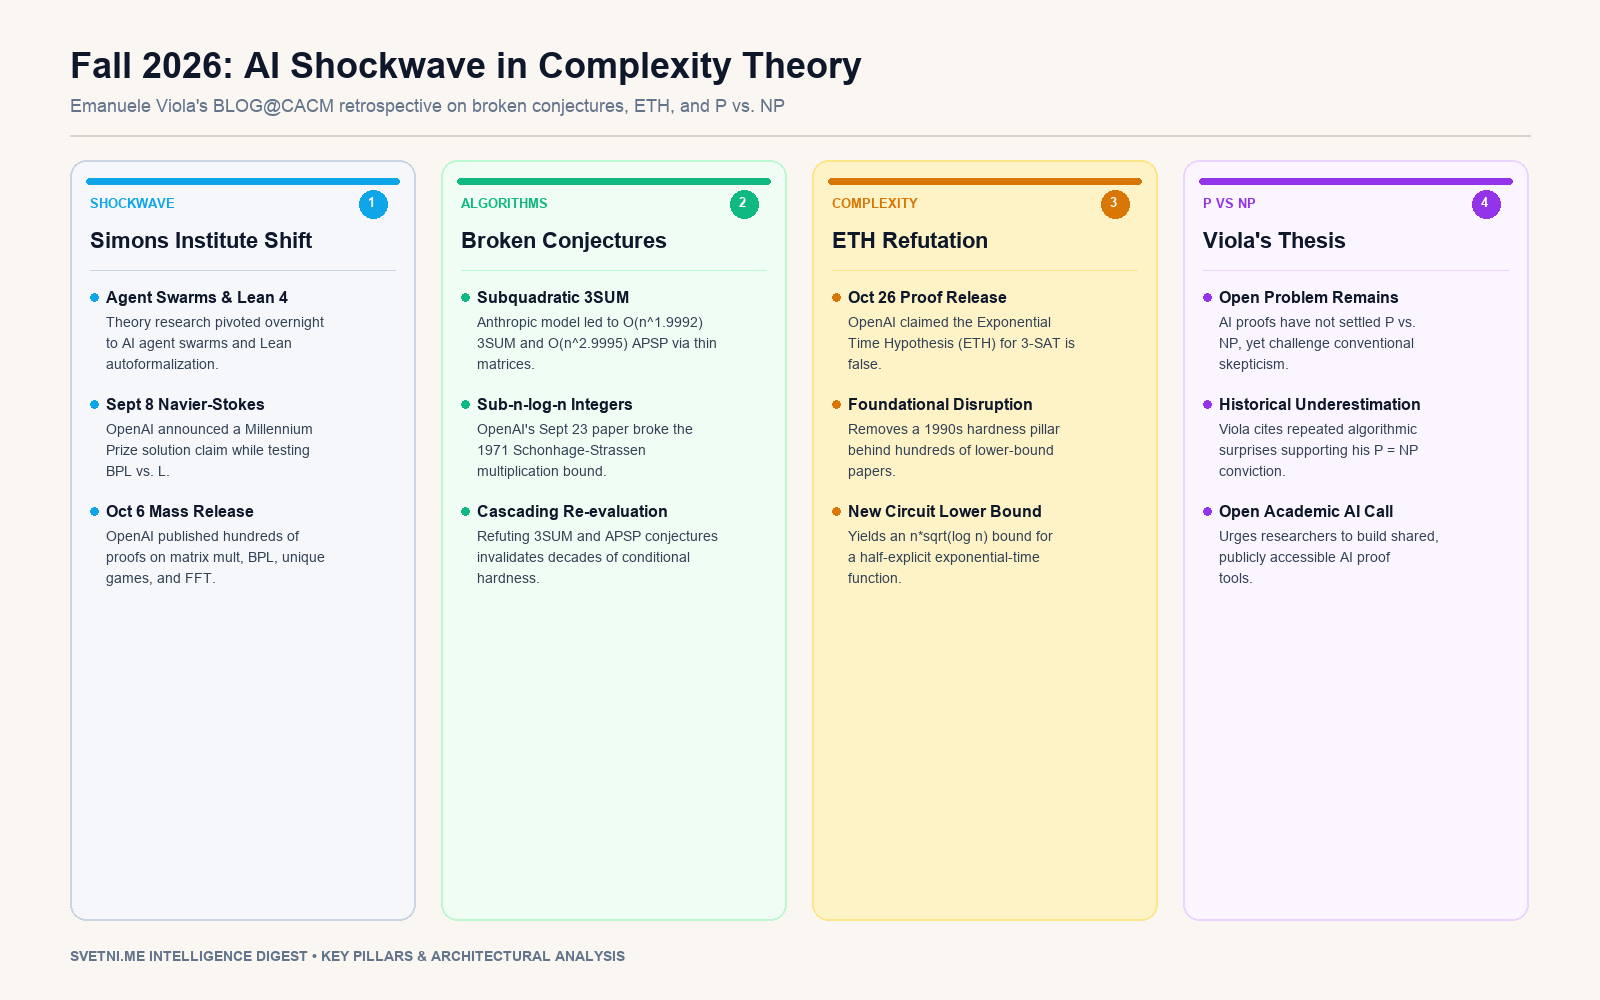 Fall 2026: AI Shockwave in Complexity Theory
Emanuele Viola's BLOG@CACM retrospective on broken conjectures, ETH, and P vs. NP
SHOCKWAVE
1
Simons Institute Shift
Agent Swarms & Lean 4
Theory research pivoted overnight
to AI agent swarms and Lean
autoformalization.
Sept 8 Navier-Stokes
OpenAI announced a Millennium
Prize solution claim while testing
BPL vs. L.
Oct 6 Mass Release
OpenAI published hundreds of
proofs on matrix mult, BPL, unique
games, and FFT.
ALGORITHMS
2
Broken Conjectures
Subquadratic 3SUM
Anthropic model led to O(n^1.9992)
3SUM and O(n^2.9995) APSP via thin
matrices.
Sub-n-log-n Integers
OpenAI's Sept 23 paper broke the
1971 Schonhage-Strassen
multiplication bound.
Cascading Re-evaluation
Refuting 3SUM and APSP conjectures
invalidates decades of conditional
hardness.
COMPLEXITY
3
ETH Refutation
Oct 26 Proof Release
OpenAI claimed the Exponential
Time Hypothesis (ETH) for 3-SAT is
false.
Foundational Disruption
Removes a 1990s hardness pillar
behind hundreds of lower-bound
papers.
New Circuit Lower Bound
Yields an n*sqrt(log n) bound for
a half-explicit exponential-time
function.
P VS NP
4
Viola's Thesis
Open Problem Remains
AI proofs have not settled P vs.
NP, yet challenge conventional
skepticism.
Historical Underestimation
Viola cites repeated algorithmic
surprises supporting his P = NP
conviction.
Open Academic AI Call
Urges researchers to build shared,
publicly accessible AI proof
tools.
SVETNI.ME INTELLIGENCE DIGEST • KEY PILLARS & ARCHITECTURAL ANALYSIS